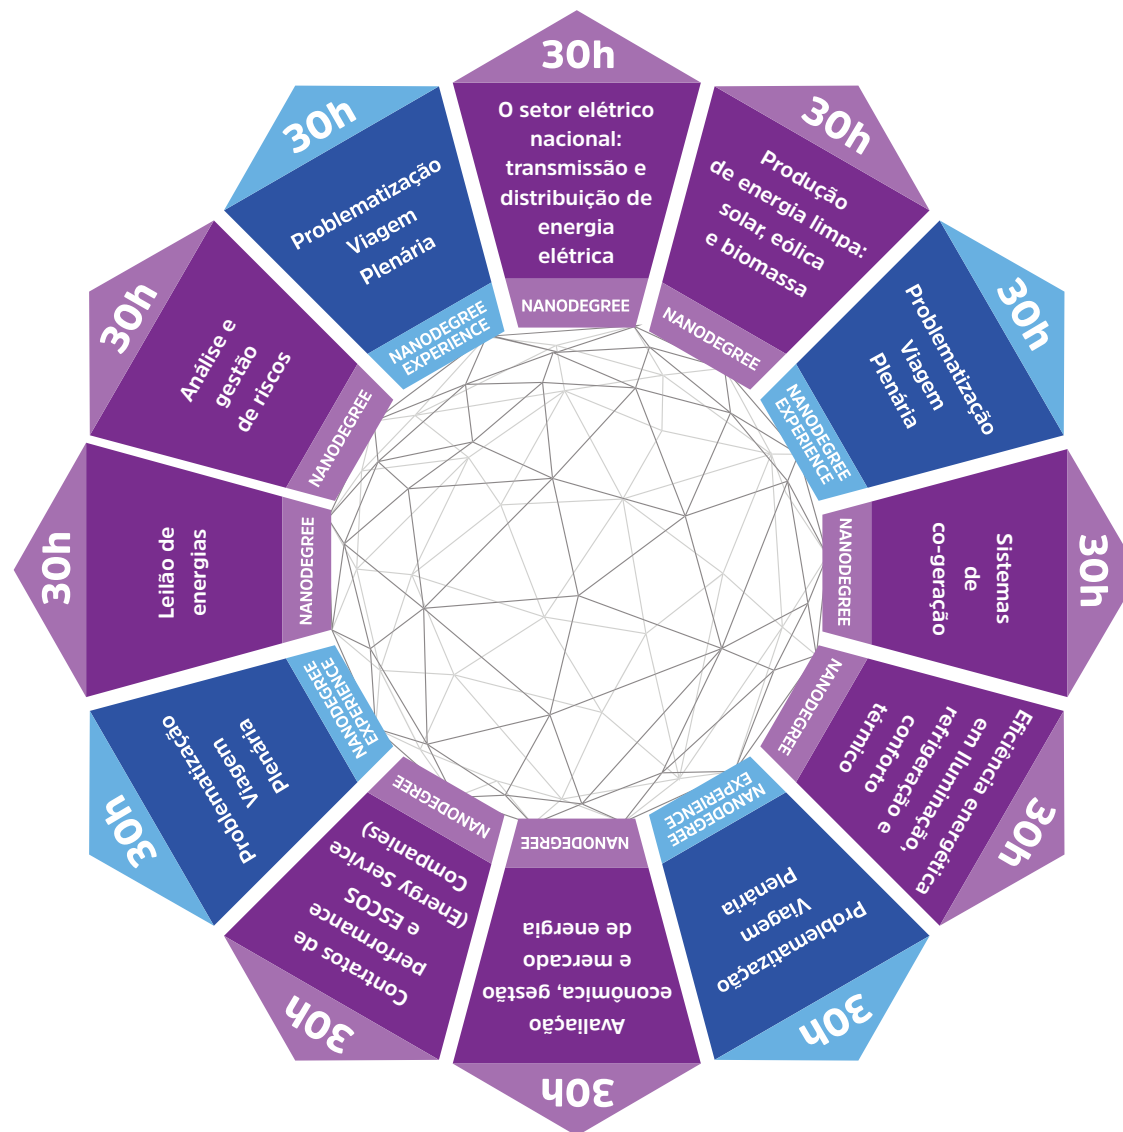 30h
O setor elétrico
nacional:
transmissão e
distribuição de
energia
elétrica
NANODEGREE
30h
Produção
de energia limpa:
solar, eólica
e biomassa
NANODEGREE
30h
Problematização
Viagem
Plenária
NANODEGREE
EXPERIENCE
30h
Sistemas
de
co-geração
NANODEGREE
30h
Eficiência energética
em Iluminação,
refrigeração e
conforto
térmico
NANODEGREE
30h
Problematização
Viagem
Plenária
NANODEGREE
EXPERIENCE
30h
Avaliação
econômica, gestão
e mercado
de energia
NANODEGREE
30h
Contratos de
performance
e ESCOS
(Energy Service
Companies)
NANODEGREE
30h
Problematização
Viagem
Plenária
NANODEGREE
EXPERIENCE
30h
Leilão de
energias
NANODEGREE
30h
Análise e
gestão
de riscos
NANODEGREE
30h
Problematização
Viagem
Plenária
NANODEGREE
EXPERIENCE